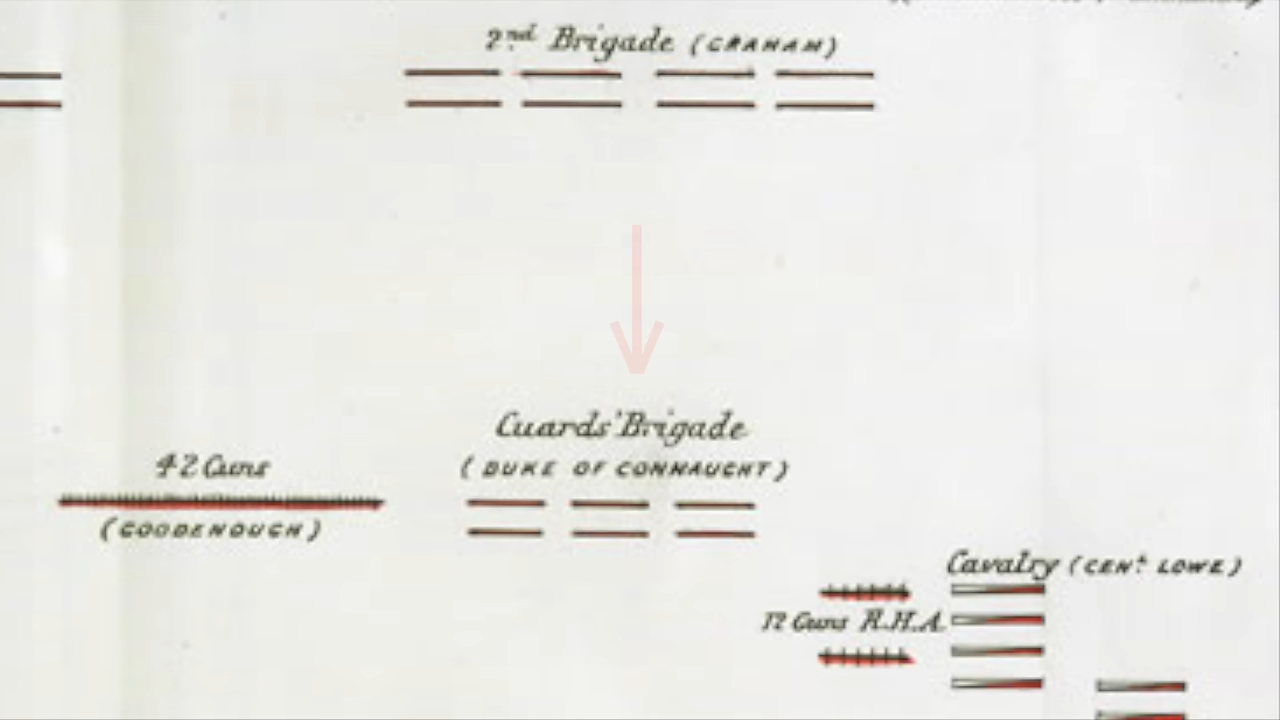 2nd Brigade (GRAHAM)
Guards' Brigade
(DUKE OF CONNAUGHT)
42 Guns
(GOODENOUGH)
Cavalry (GENL LOWE)
12 Guns R.H.A.